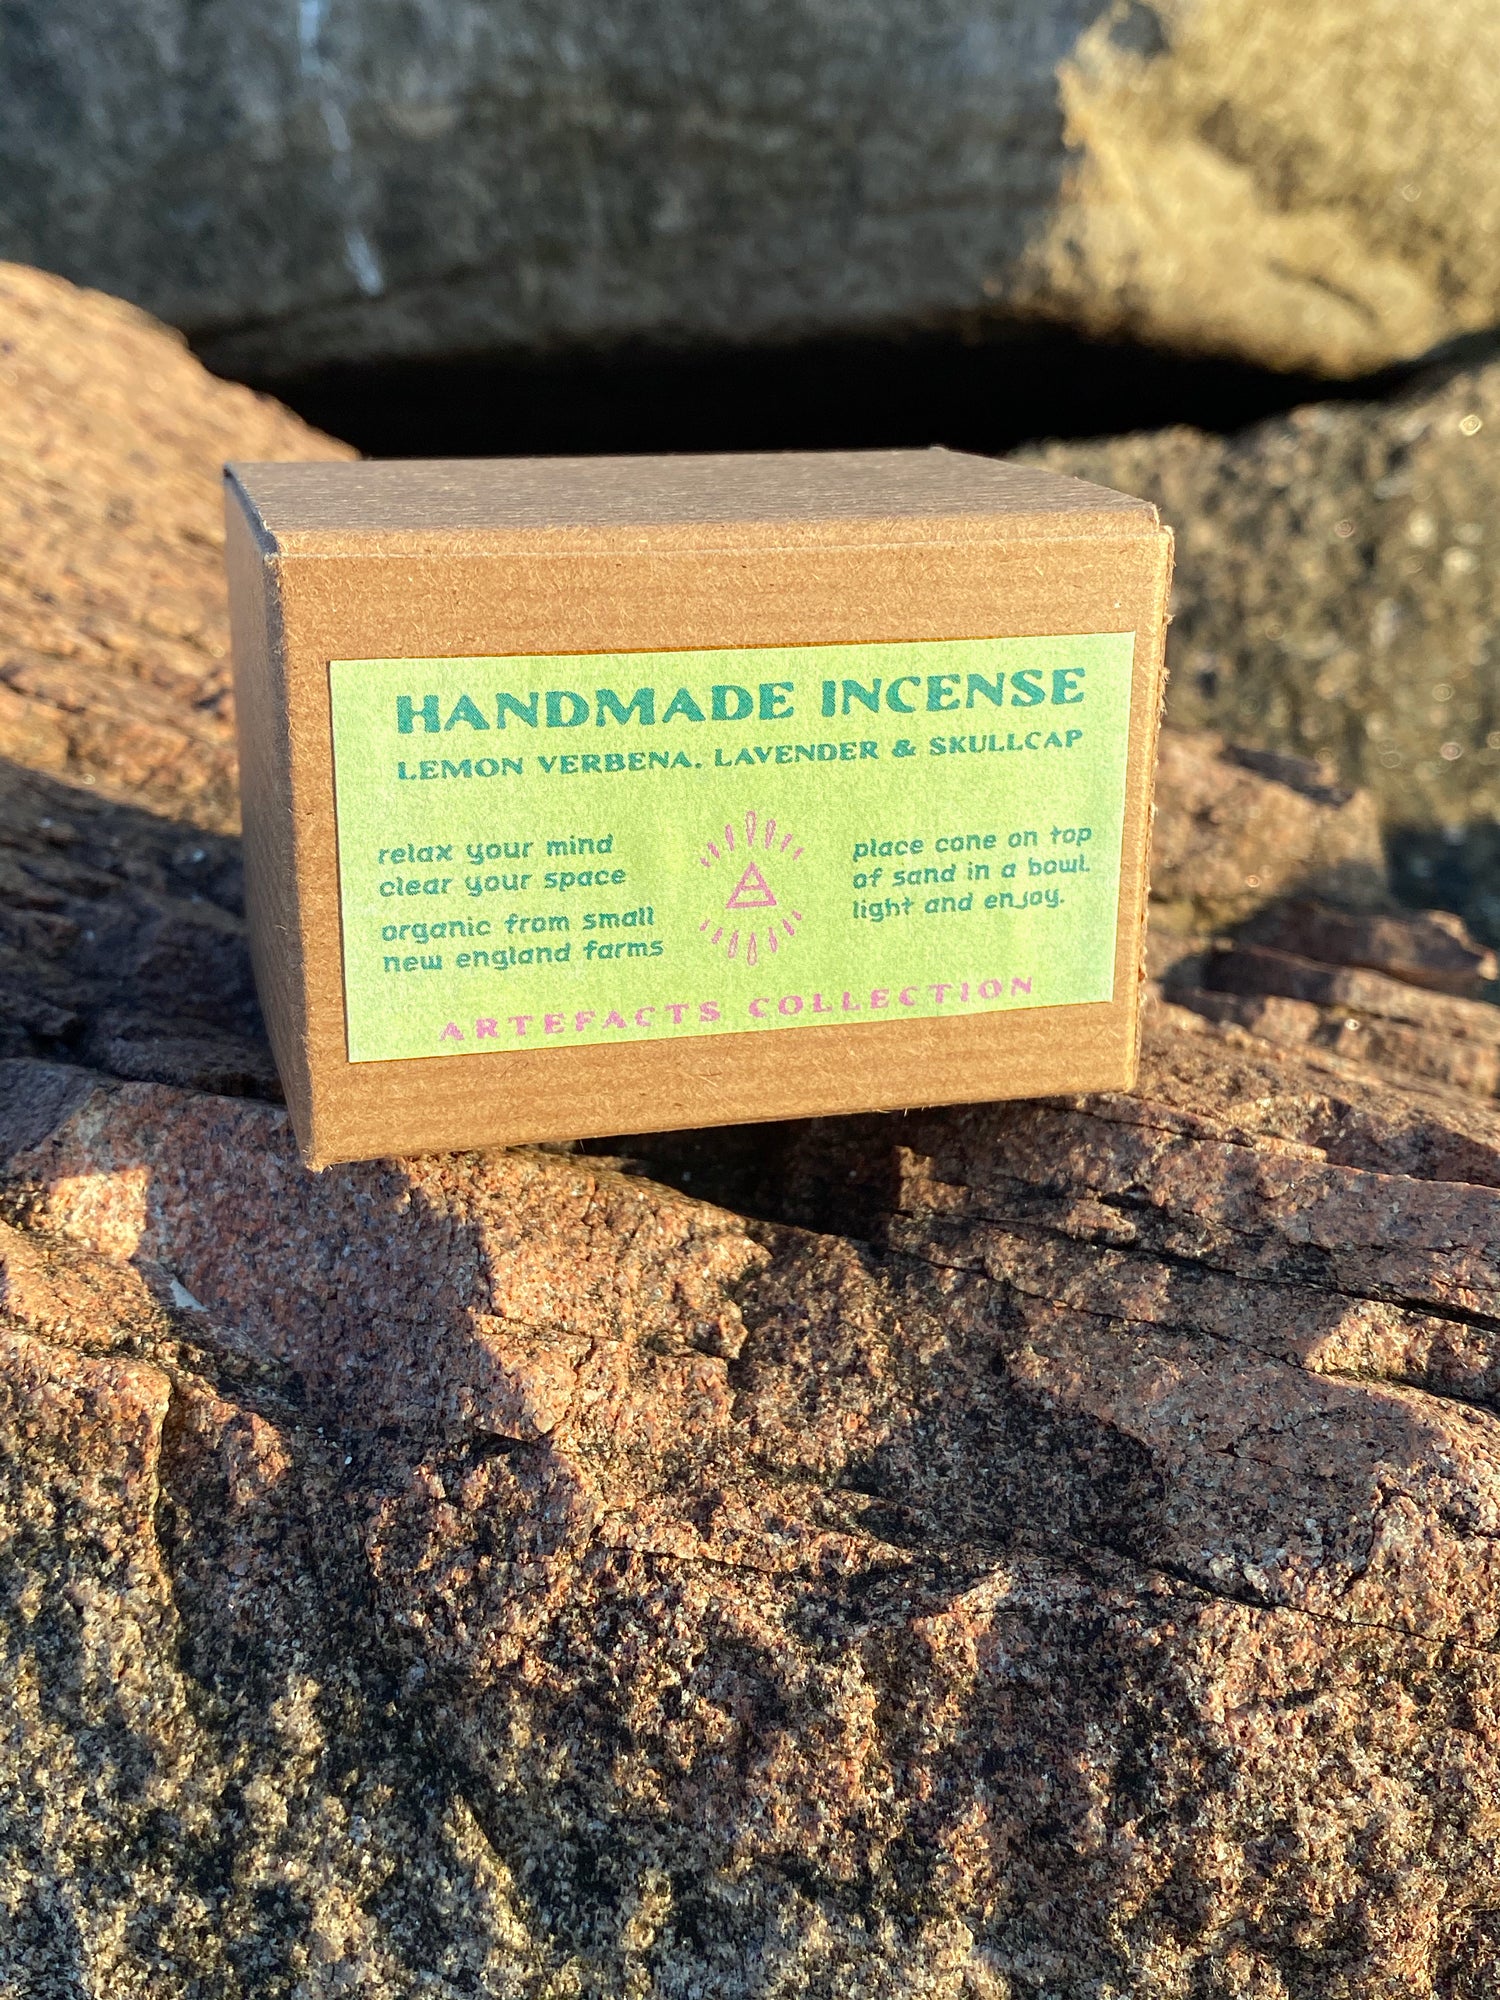 HANDMADE INCENSE
LEMON VERBENA, LAVENDER & SKULLCAP
relax your mind
clear your space
organic from small
new england farms
place cone on top
of sand in a bowl.
light and enjoy.
ARTEFACTS COLLECTION